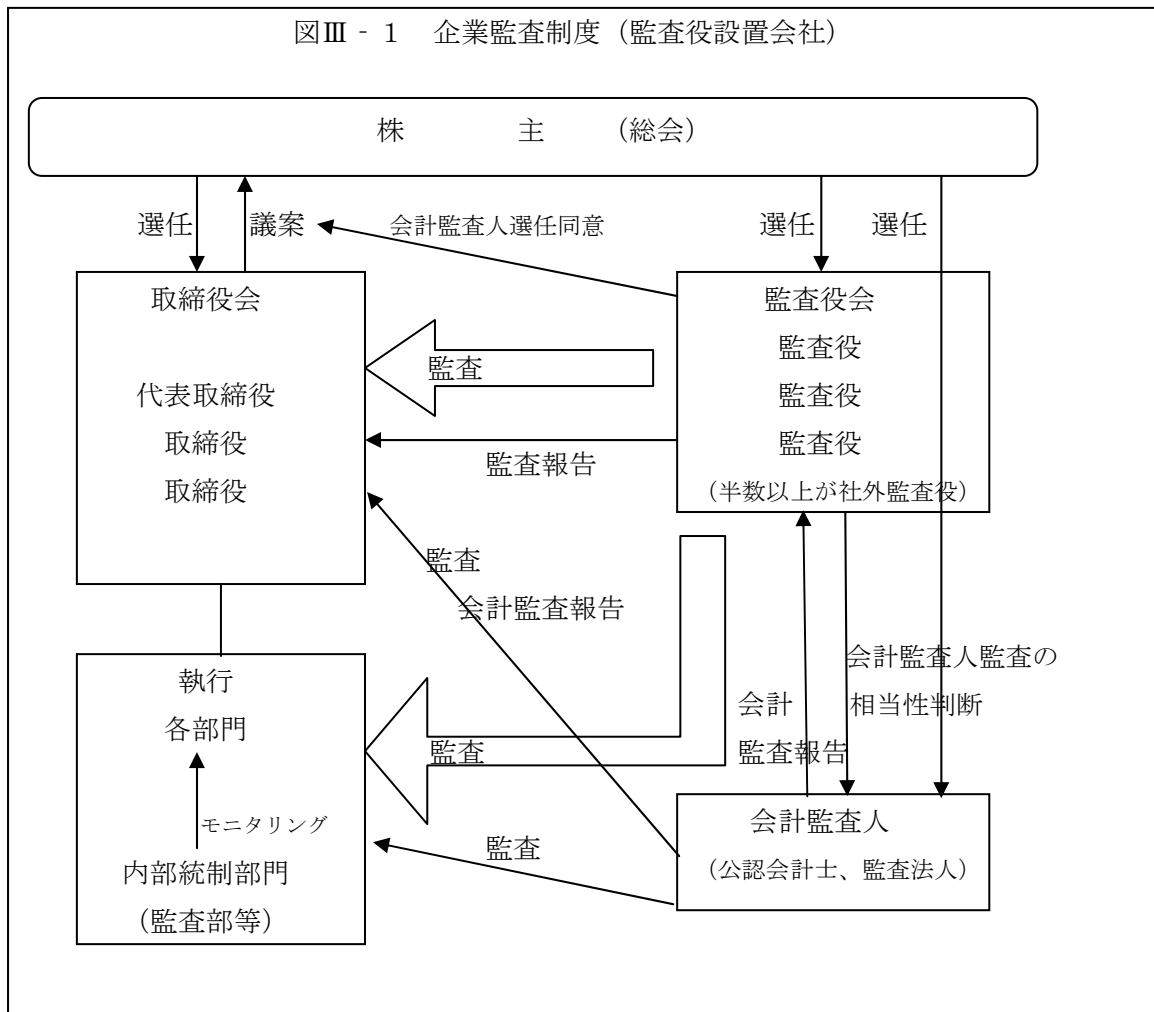 図Ⅲ‐1 企業監査制度（監査役設置会社）
株 主 （総会）
選任
議案
会計監査人選任同意
選任
選任
取締役会
代表取締役
取締役
取締役
監査役会
監査役
監査役
監査役
（半数以上が社外監査役）
監査
監査報告
監査
会計監査報告
執行
各部門
モニタリング
内部統制部門
（監査部等）
監査
監査
会計
監査報告
会計監査人監査の
相当性判断
会計監査人
（公認会計士、監査法人）